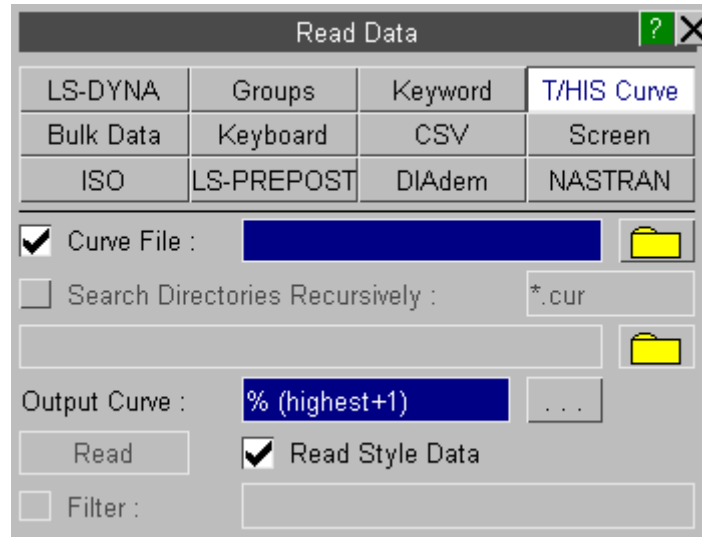 Read Data ? X
LS-DYNA Groups Keyword T/HIS Curve
Bulk Data Keyboard CSV Screen
ISO LS-PREPOST DIAdem NASTRAN
Curve File :
Search Directories Recursively : *.cur
Output Curve : % (highest+1) . . .
Read Read Style Data
Filter :